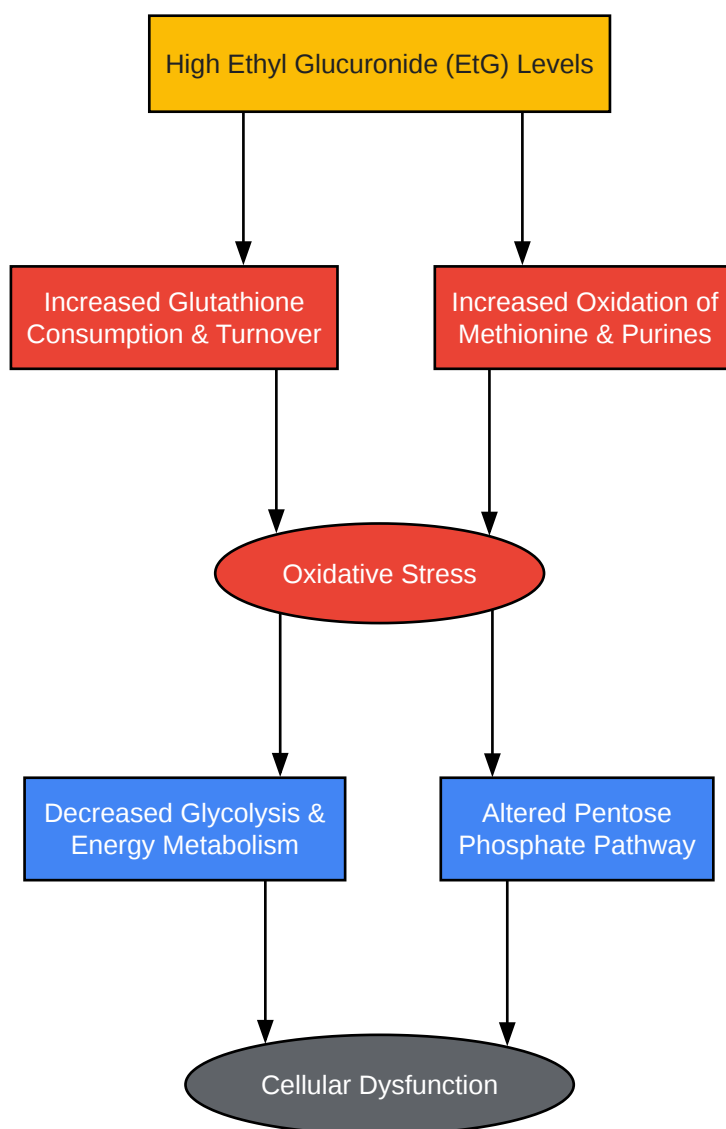 High Ethyl Glucuronide (EtG) Levels
Increased Glutathione
Consumption & Turnover
Increased Oxidation of
Methionine & Purines
Oxidative Stress
Decreased Glycolysis &
Energy Metabolism
Altered Pentose
Phosphate Pathway
Cellular Dysfunction